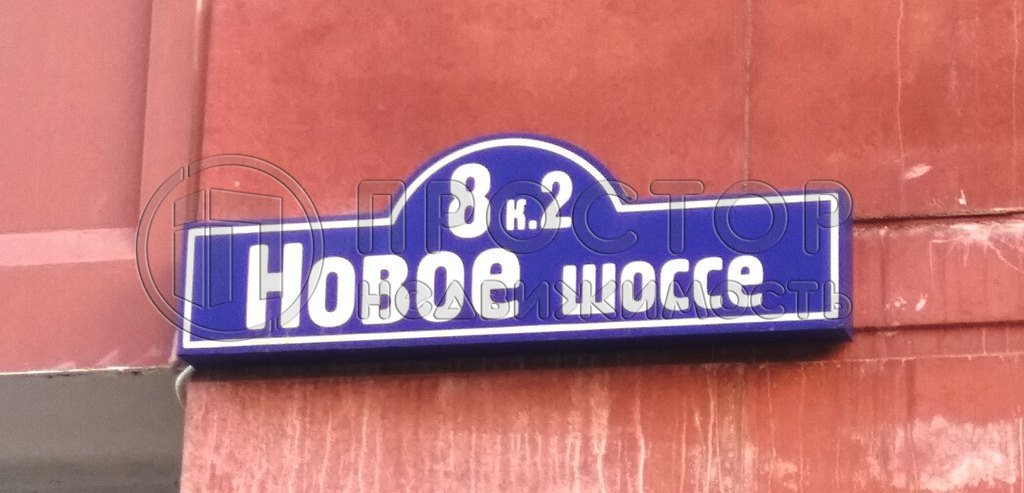 8 к.2
Новое шоссе
ПРОСТОР
недвижимость